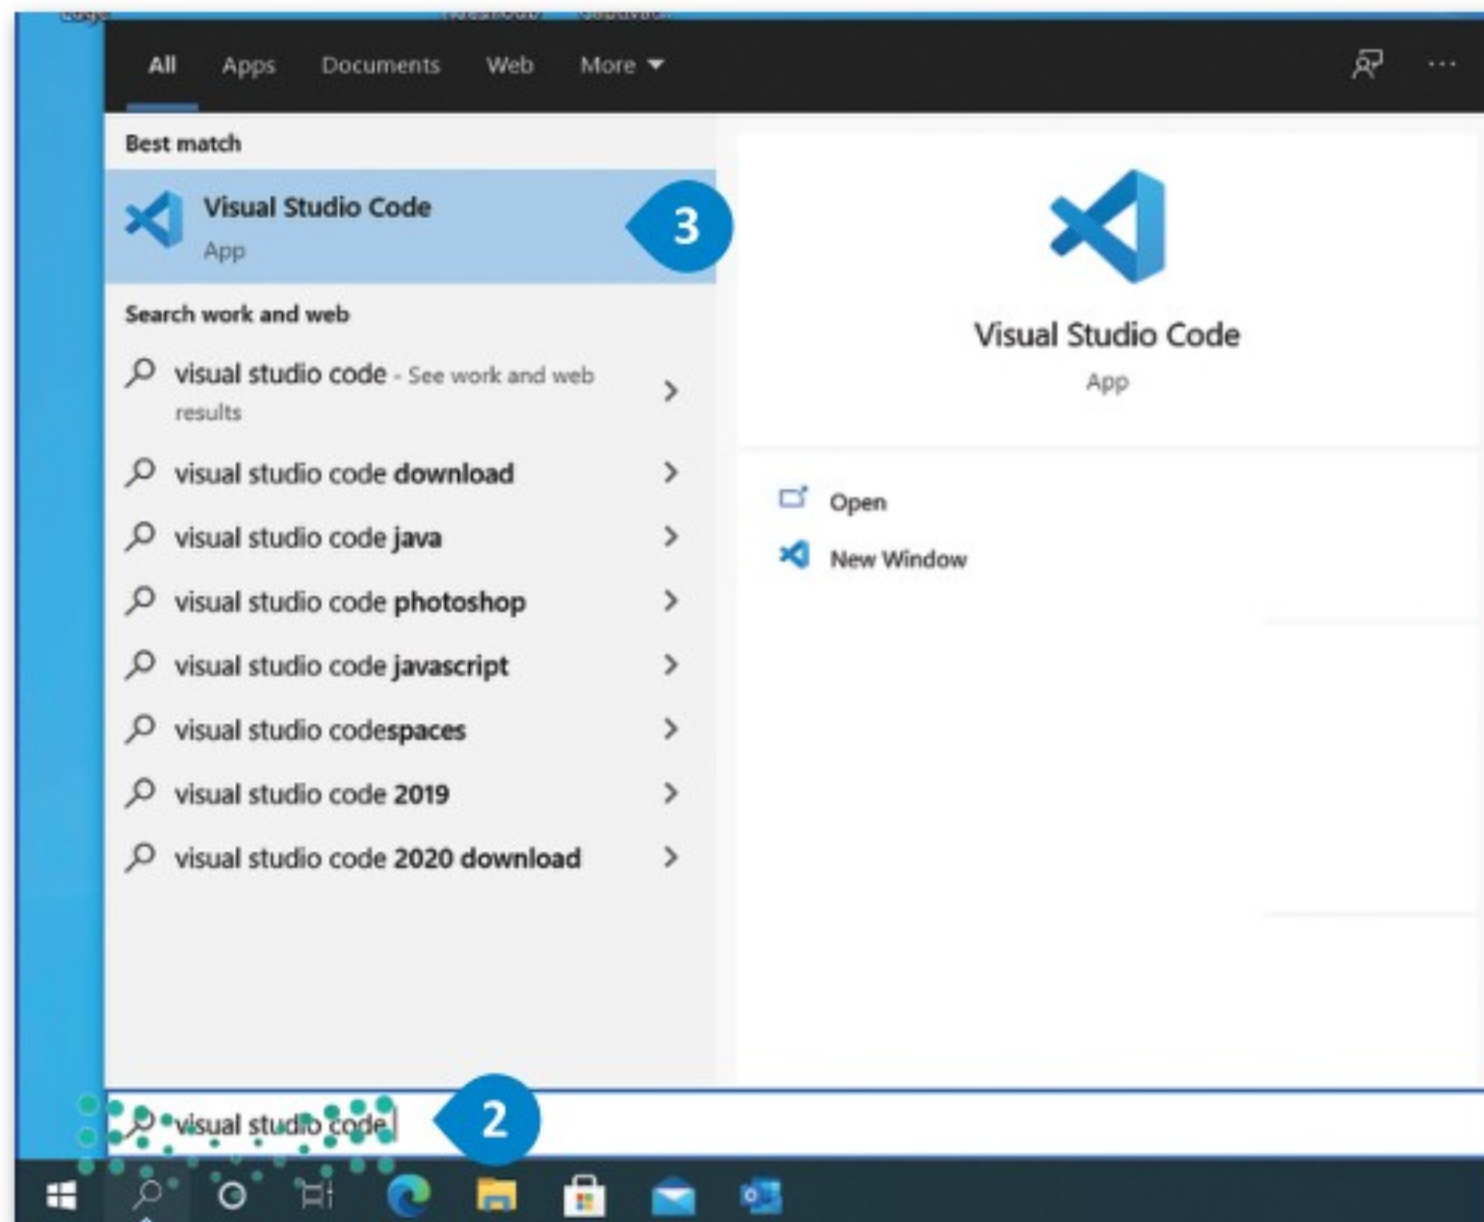 All Apps Documents Web More
Best match
Visual Studio Code
App
3
Search work and web
visual studio code - See work and web
results
visual studio code download
visual studio code java
visual studio code photoshop
visual studio code javascript
visual studio codespaces
visual studio code 2019
visual studio code 2020 download
Visual Studio Code
App
Open
New Window
visual studio code
2